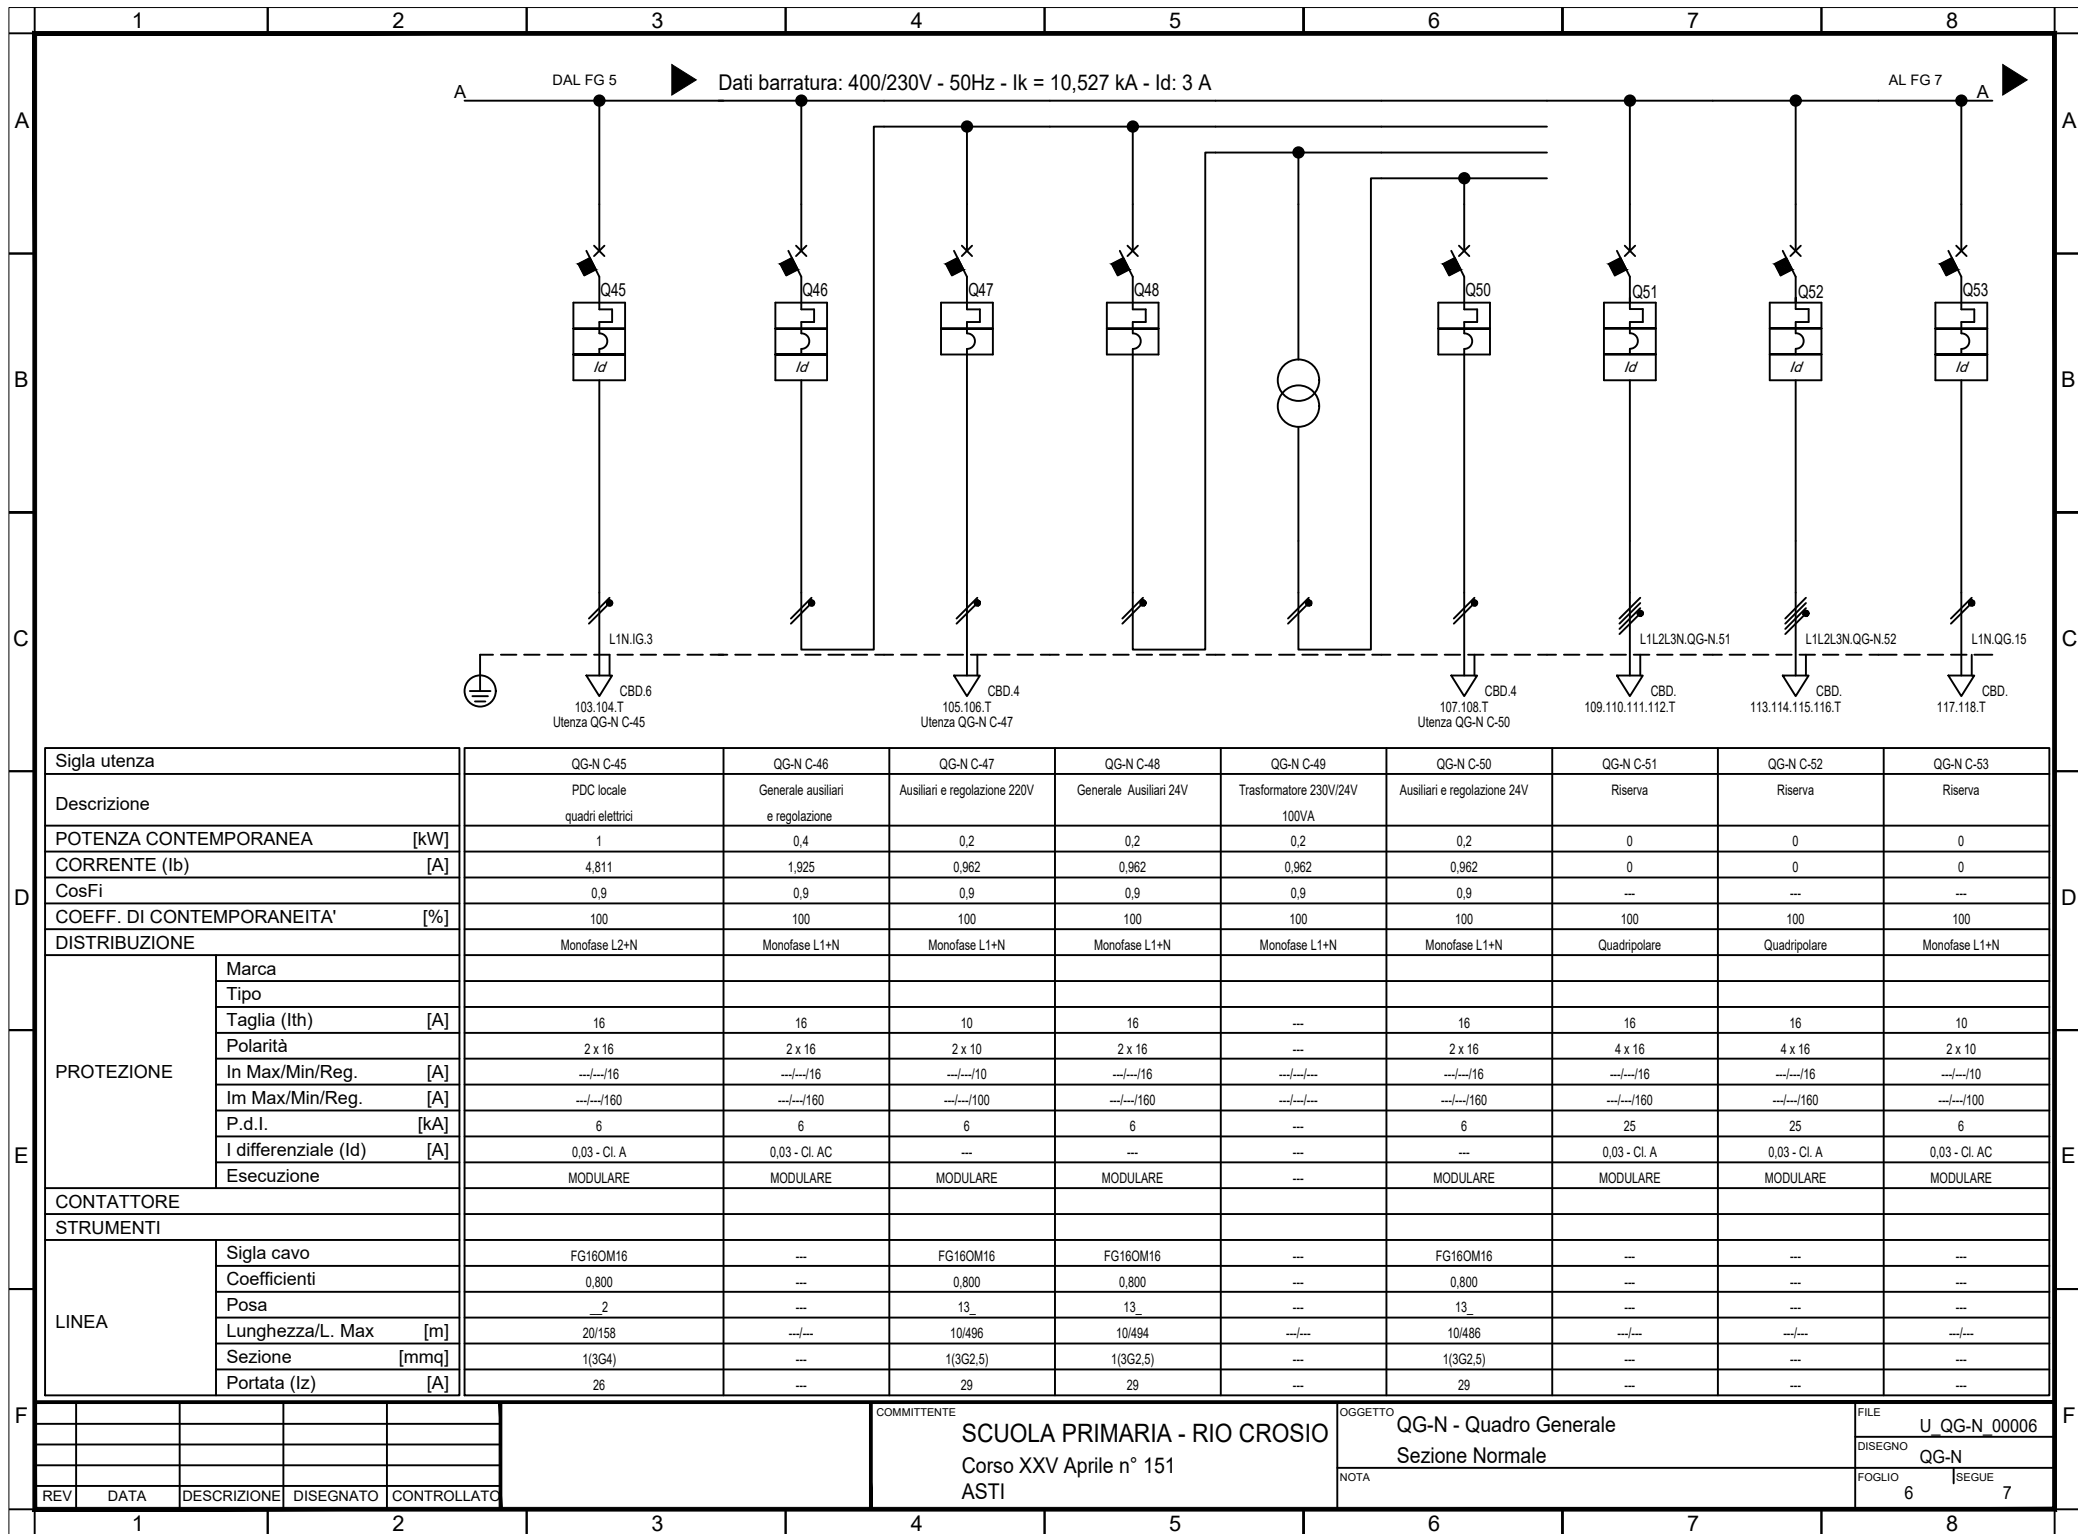 1 2 3 4 5 6 7 8
DAL FG 5 Dati barratura: 400/230V - 50Hz - Ik = 10,527 kA - Id: 3 A AL FG 7
A A
A A
Q45 Q46 Q47 Q48 Q50 Q51 Q52 Q53
Id Id Id Id Id
B B
C C
L1N.IG.3 L1L2L3N.QG-N.51 L1L2L3N.QG-N.52 L1N.QG.15
CBD.6 CBD.4 CBD.4 CBD. CBD. CBD.
103.104.T 105.106.T 107.108.T 109.110.111.112.T 113.114.115.116.T 117.118.T
Utenza QG-N C-45 Utenza QG-N C-47 Utenza QG-N C-50
Sigla utenza QG-N C-45 QG-N C-46 QG-N C-47 QG-N C-48 QG-N C-49 QG-N C-50 QG-N C-51 QG-N C-52 QG-N C-53
Descrizione PDC locale Generale ausiliari Ausiliari e regolazione 220V Generale Ausiliari 24V Trasformatore 230V/24V Ausiliari e regolazione 24V Riserva Riserva Riserva
quadri elettrici e regolazione 100VA
POTENZA CONTEMPORANEA [kW] 1 0,4 0,2 0,2 0,2 0,2 0 0 0
CORRENTE (Ib) [A] 4,811 1,925 0,962 0,962 0,962 0,962 0 0 0
D CosFi 0,9 0,9 0,9 0,9 0,9 0,9 --- --- --- D
COEFF. DI CONTEMPORANEITA' [%] 100 100 100 100 100 100 100 100 100
DISTRIBUZIONE Monofase L2+N Monofase L1+N Monofase L1+N Monofase L1+N Monofase L1+N Monofase L1+N Quadripolare Quadripolare Monofase L1+N
Marca
Tipo
Taglia (Ith) [A] 16 16 10 16 --- 16 16 16 10
Polarità 2 x 16 2 x 16 2 x 10 2 x 16 --- 2 x 16 4 x 16 4 x 16 2 x 10
PROTEZIONE In Max/Min/Reg. [A] ---/---/16 ---/---/16 ---/---/10 ---/---/16 ---/---/--- ---/---/16 ---/---/16 ---/---/16 ---/---/10
Im Max/Min/Reg. [A] ---/---/160 ---/---/160 ---/---/100 ---/---/160 ---/---/--- ---/---/160 ---/---/160 ---/---/160 ---/---/100
P.d.I. [kA] 6 6 6 6 --- 6 25 25 6
E I differenziale (Id) [A] 0,03 - Cl. A 0,03 - Cl. AC --- --- --- --- 0,03 - Cl. A 0,03 - Cl. A 0,03 - Cl. AC E
Esecuzione MODULARE MODULARE MODULARE MODULARE --- MODULARE MODULARE MODULARE MODULARE
CONTATTORE
STRUMENTI
Sigla cavo FG16OM16 --- FG16OM16 FG16OM16 --- FG16OM16 --- --- ---
Coefficienti 0,800 --- 0,800 0,800 --- 0,800 --- --- ---
Posa __2 --- 13_ 13_ --- 13_ --- --- ---
LINEA Lunghezza/L. Max [m] 20/158 ---/--- 10/496 10/494 ---/--- 10/486 ---/--- ---/--- ---/---
Sezione [mmq] 1(3G4) --- 1(3G2,5) 1(3G2,5) --- 1(3G2,5) --- --- ---
Portata (Iz) [A] 26 --- 29 29 --- 29 --- --- ---
F F
COMMITTENTE SCUOLA PRIMARIA - RIO CROSIO
Corso XXV Aprile n° 151
ASTI
OGGETTO QG-N - Quadro Generale
Sezione Normale
NOTA
FILE U_QG-N_00006
DISEGNO QG-N
FOGLIO 6 SEGUE 7
REV DATA DESCRIZIONE DISEGNATO CONTROLLATO
1 2 3 4 5 6 7 8